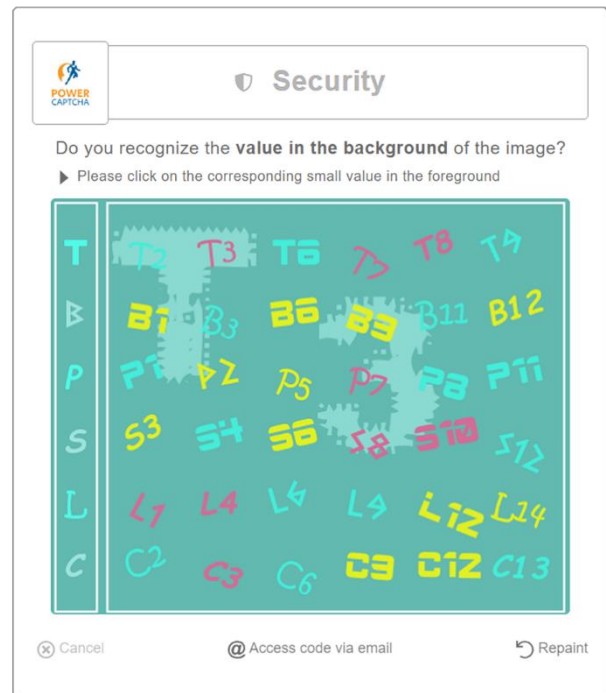 POWER
CAPTCHA
Security
Do you recognize the value in the background of the image?
Please click on the corresponding small value in the foreground
T T2 T3 T6 T3 T8 T9
B B1 B3 B6 B9 B11 B12
P P1 P2 P5 P7 P8 P11
S S3 S4 S6 S8 S10 S12
L L1 L4 L6 L9 L12 L14
C C2 C3 C6 C9 C12 C13
Cancel
@ Access code via email
Repaint